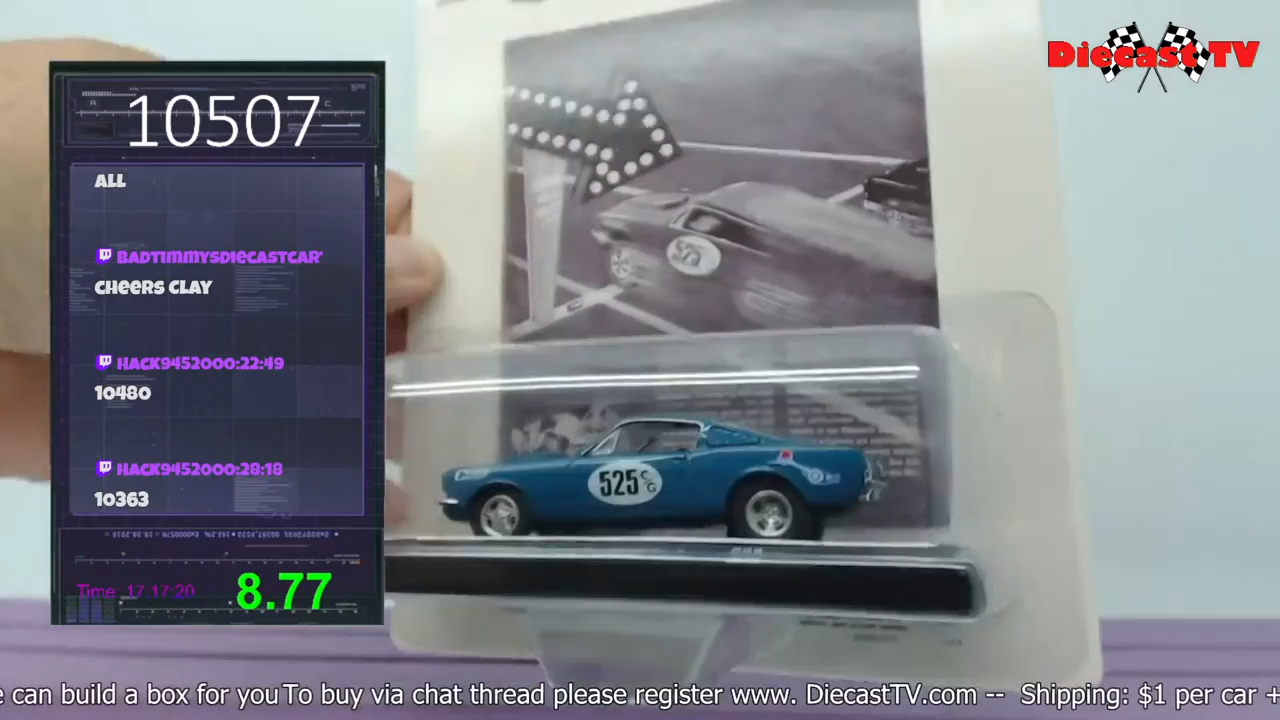 Diecast TV
10507
ALL
BADTIMMYSDIECASTCAR'
CHEERS CLAY
HACK9452000:22:49
10480
HACK9452000:28:18
10363
Time: 17:17:20
8.77
525 C/G
e can build a box for you To buy via chat thread please register www. DiecastTV.com -- Shipping: $1 per car +